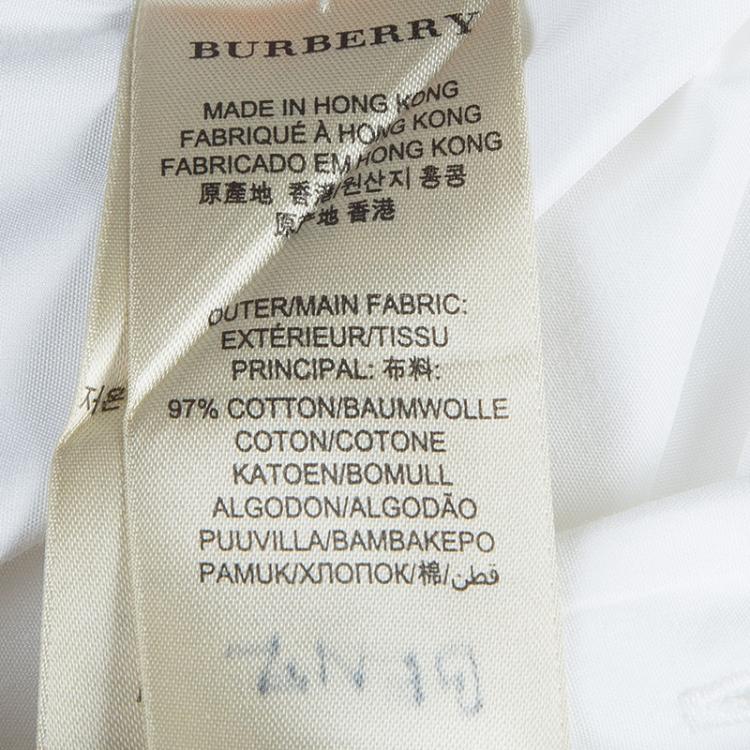 BURBERRY
MADE IN HONG KONG
FABRIQUÉ À HONG KONG
FABRICADO EM HONG KONG
原產地 香港/원산지 홍콩
原产地 香港
OUTER/MAIN FABRIC:
EXTÉRIEUR/TISSU
PRINCIPAL: 布料:
97% COTTON/BAUMWOLLE
COTON/COTONE
KATOEN/BOMULL
ALGODON/ALGODÃO
PUUVILLA/BAMBAKEPO
PAMUK/ХЛОПОК/棉/قطن